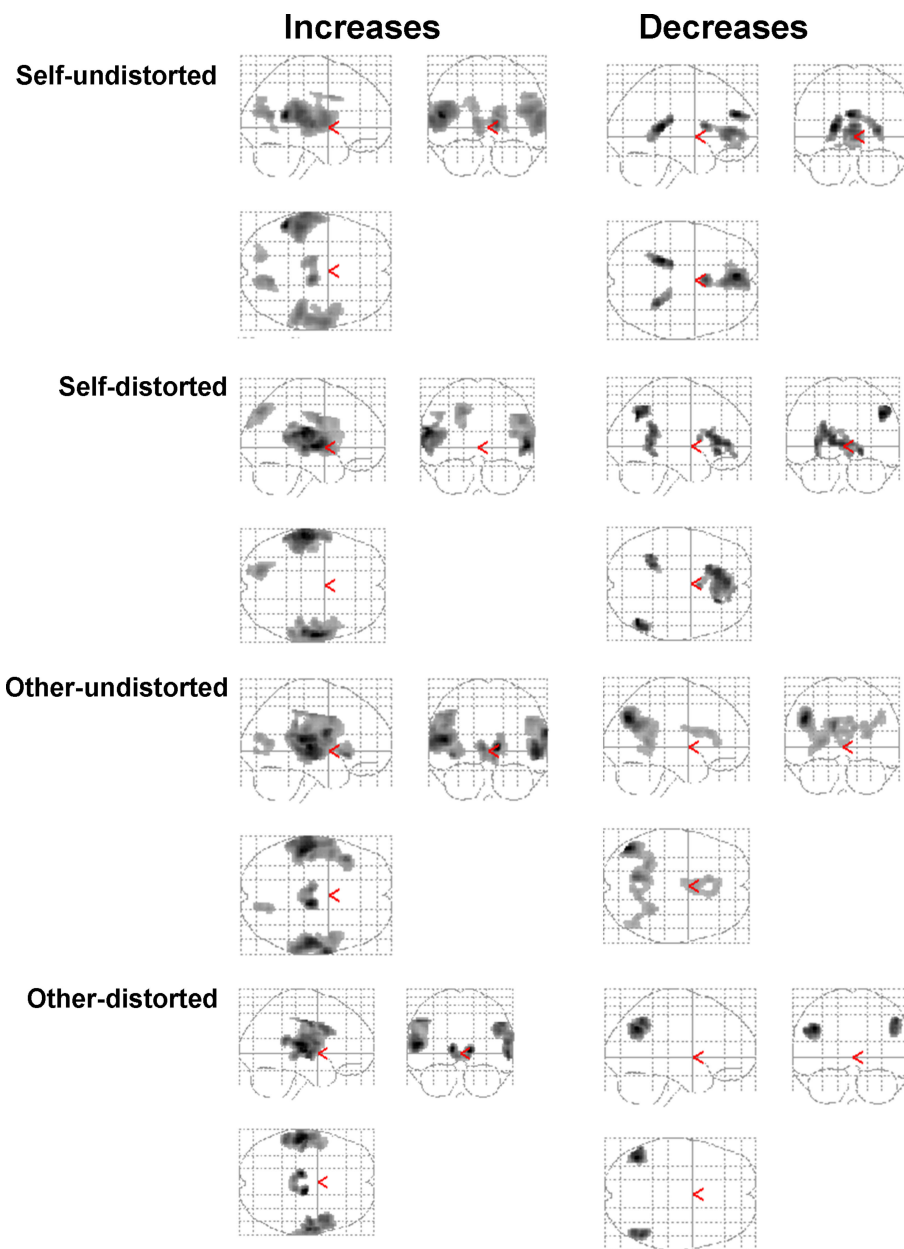 Increases Decreases
Self-undistorted
Self-distorted
Other-undistorted
Other-distorted